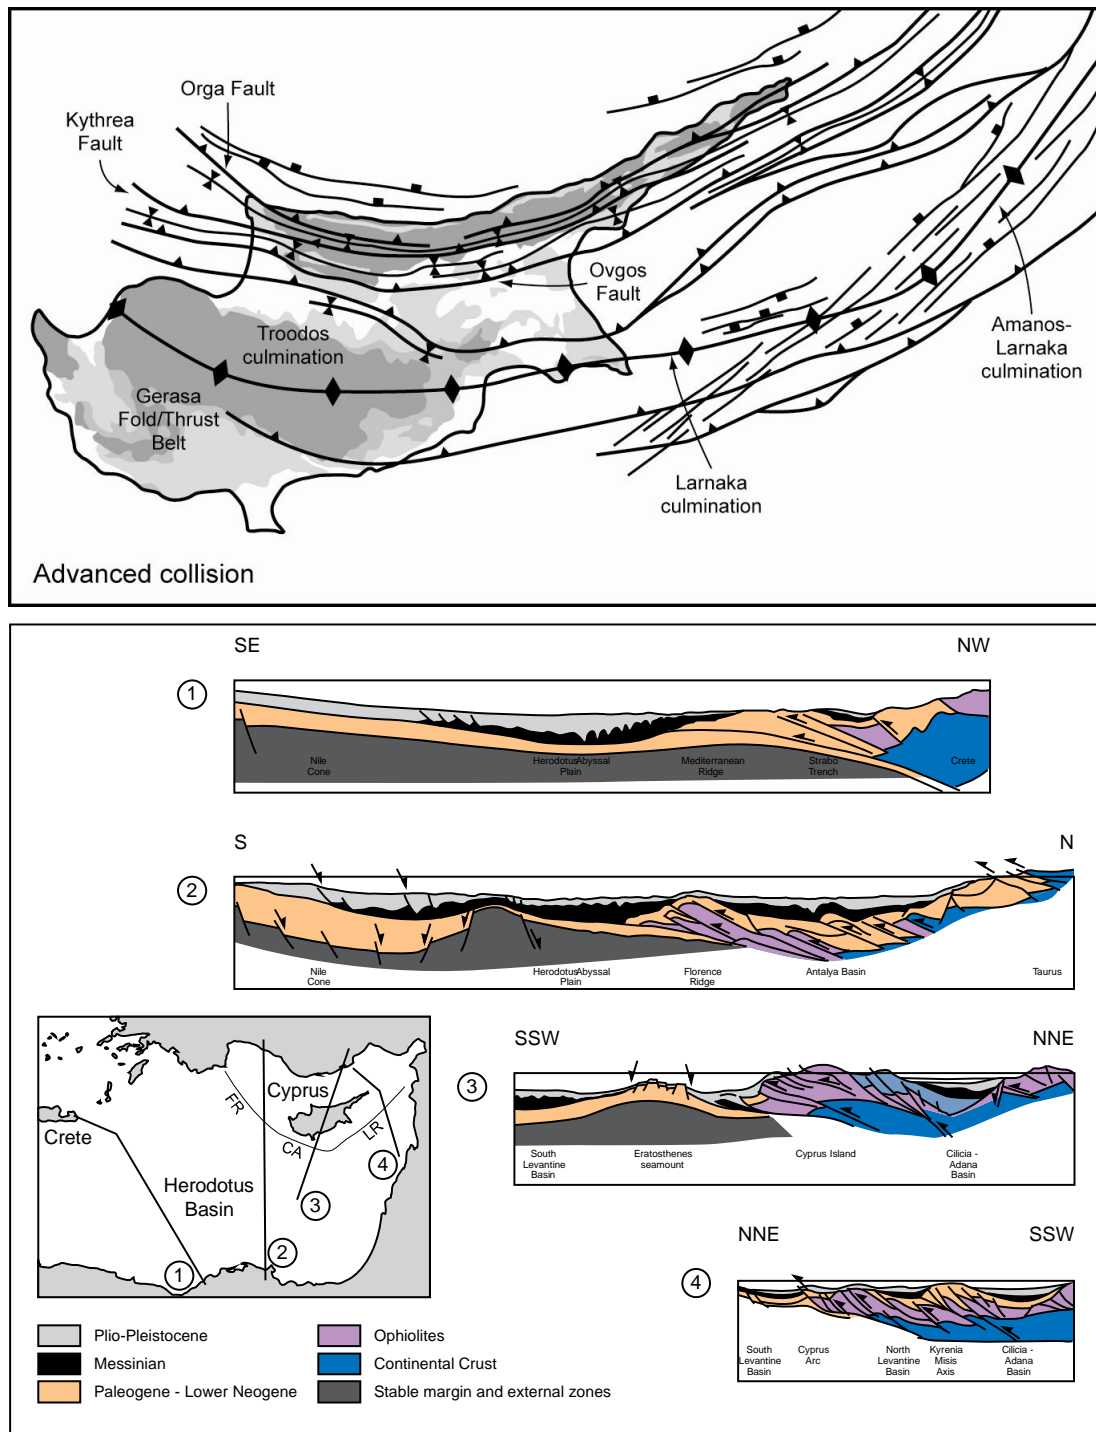 Orga Fault
Kythrea
Fault
Ovgos
Fault
Troodos
culmination
Gerasa
Fold/Thrust
Belt
Amanos-
Larnaka
culmination
Larnaka
culmination
Advanced collision
SE
NW
1
Nile
Cone
Herodotus Abyssal
Plain
Mediterranean
Ridge
Strabo
Trench
Crete
S
N
2
Nile
Cone
Herodotus Abyssal
Plain
Florence
Ridge
Antalya Basin
Taurus
SSW
NNE
3
South
Levantine
Basin
Eratosthenes
seamount
Cyprus Island
Cilicia -
Adana
Basin
Cyprus
FR
Crete
LR
CA
4
Herodotus
Basin
3
2
1
NNE
SSW
4
South
Levantine
Basin
Cyprus
Arc
North
Levantine
Basin
Kyrenia
Misis
Axis
Cilicia -
Adana
Basin
Plio-Pleistocene
Messinian
Paleogene - Lower Neogene
Ophiolites
Continental Crust
Stable margin and external zones